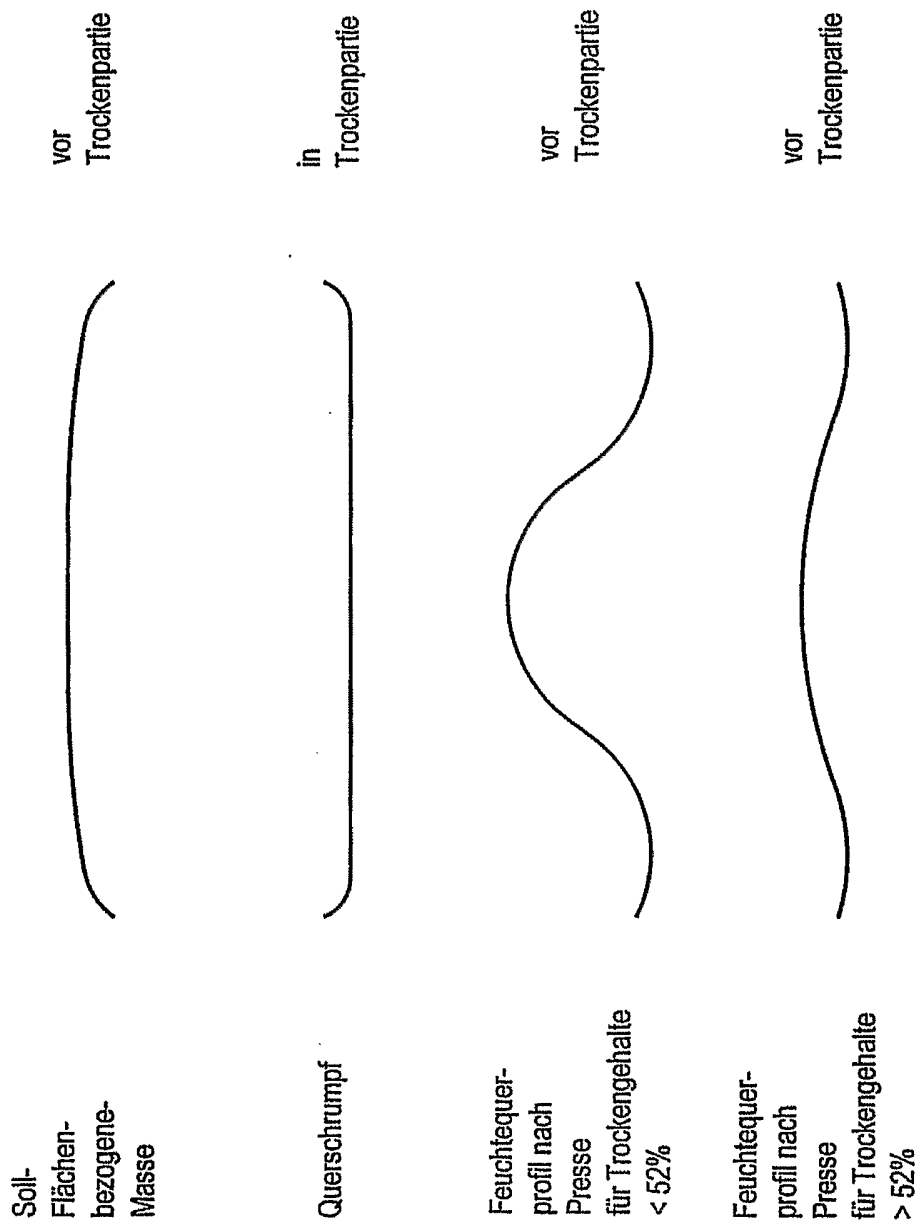 Soll-
Flächen-
bezogene-
Masse
vor
Trockenpartie
Querschrumpf
in
Trockenpartie
Feuchtequer-
profil nach
Presse
für Trockengehalte
< 52%
vor
Trockenpartie
Feuchtequer-
profil nach
Presse
für Trockengehalte
> 52%
vor
Trockenpartie